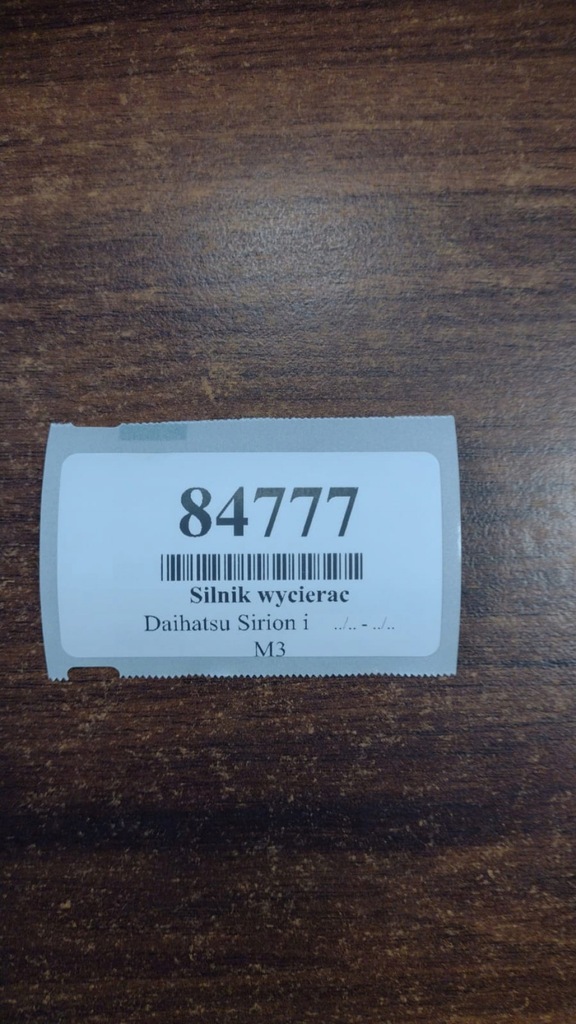 84777
Silnik wycierac
Daihatsu Sirion i ../.. - ../..
M3